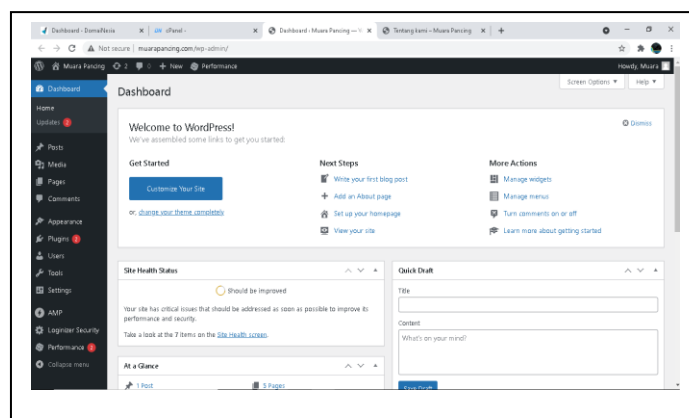 Dashboard - DomaiNesia
cPanel -
Dashboard - Muara Pancing — W
Tentang kami – Muara Pancing
Not secure | muarapancing.com/wp-admin/
Muara Pancing 2 0 + New Performance Howdy, Muara
Screen Options Help
Dashboard
Home
Updates
Posts
Media
Pages
Comments
Appearance
Plugins
Users
Tools
Settings
AMP
Loginizer Security
Performance
Collapse menu
Dashboard
Welcome to WordPress!
We've assembled some links to get you started:
Dismiss
Get Started
Customize Your Site
or, change your theme completely
Next Steps
Write your first blog post
Add an About page
Set up your homepage
View your site
More Actions
Manage widgets
Manage menus
Turn comments on or off
Learn more about getting started
Site Health Status
Should be improved
Your site has critical issues that should be addressed as soon as possible to improve its
performance and security.
Take a look at the 7 items on the Site Health screen.
At a Glance
1 Post 5 Pages
Quick Draft
Title
Content
What's on your mind?
Save Draft